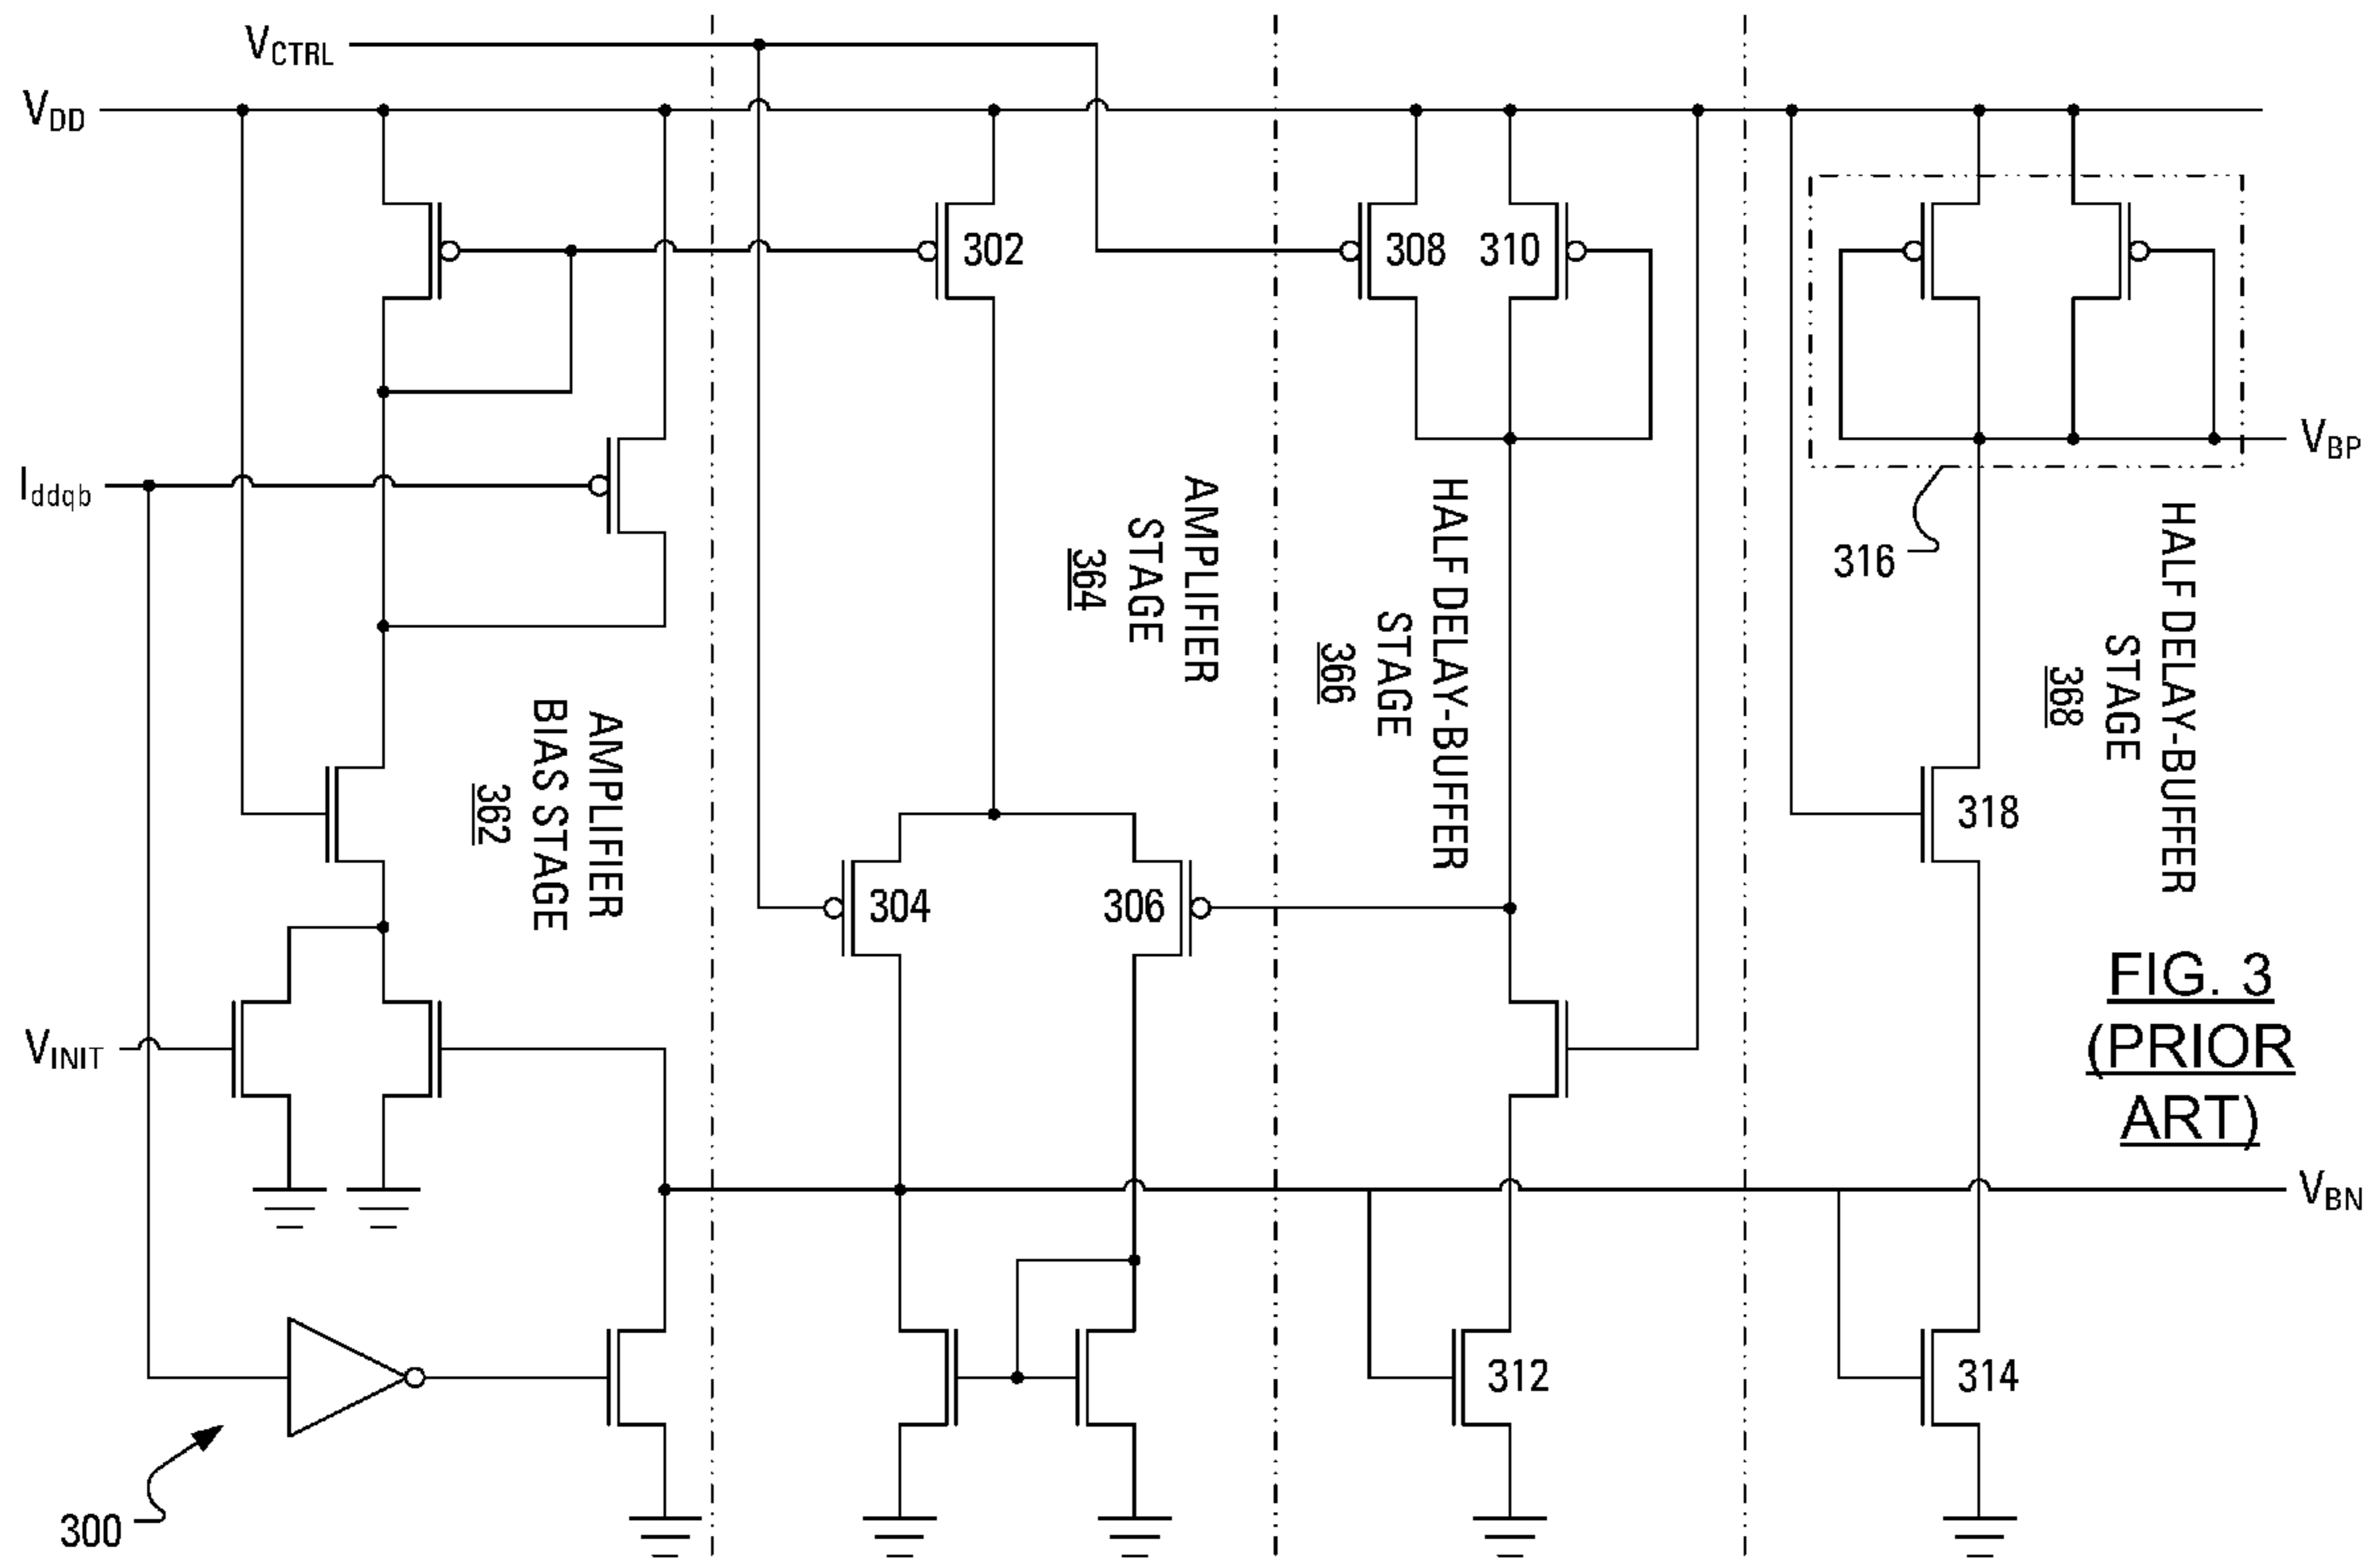 VCTRL
VDD
302
308
310
Iddqb
VBP
316
AMPLIFIER
STAGE
364
HALF DELAY-BUFFER
STAGE
366
HALF DELAY-BUFFER
STAGE
368
AMPLIFIER
BIAS STAGE
362
318
304
306
FIG. 3
(PRIOR
ART)
VINIT
VBN
312
314
300